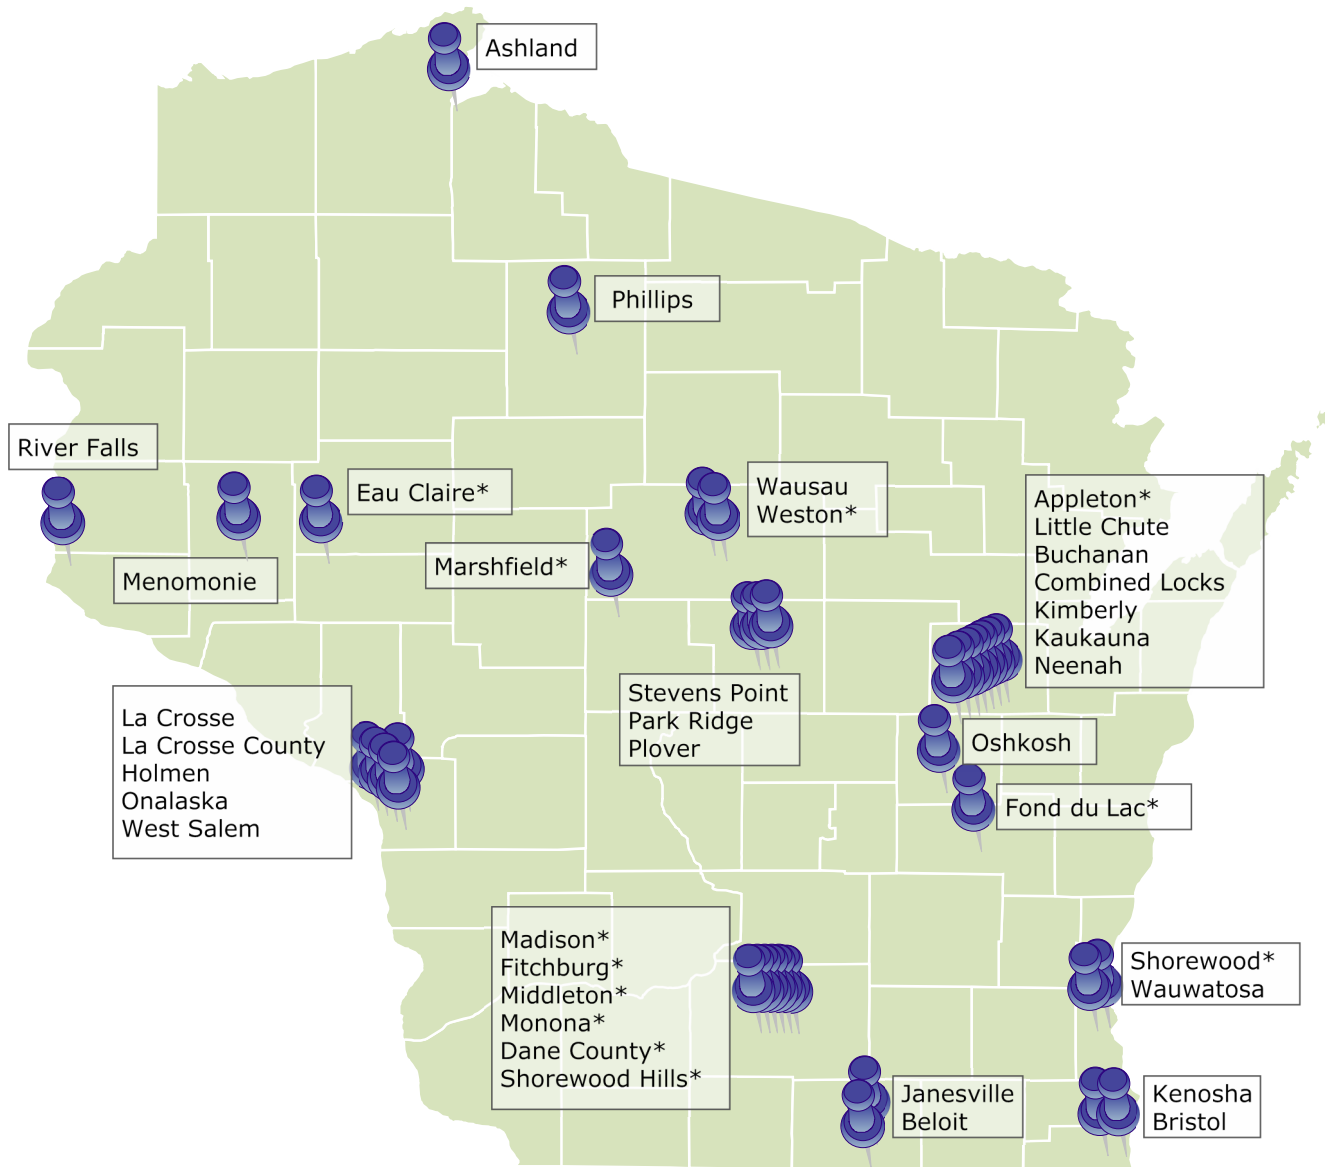 Ashland
Phillips
River Falls
Eau Claire*
Menomonie
Marshfield*
Wausau
Weston*
Appleton*
Little Chute
Buchanan
Combined Locks
Kimberly
Kaukauna
Neenah
Stevens Point
Park Ridge
Plover
La Crosse
La Crosse County
Holmen
Onalaska
West Salem
Oshkosh
Fond du Lac*
Madison*
Fitchburg*
Middleton*
Monona*
Dane County*
Shorewood Hills*
Shorewood*
Wauwatosa
Janesville
Beloit
Kenosha
Bristol